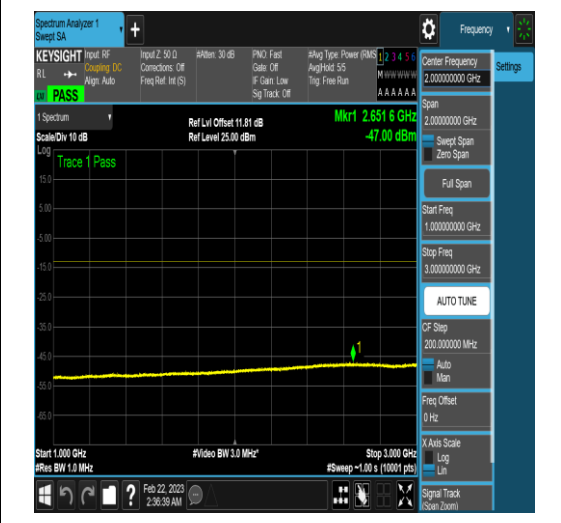 Spectrum Analyzer 1
Swept SA
+
Frequency
KEYSIGHT
RL
Input: RF
Coupling: DC
Align: Auto
Input Z: 50 Ω
Corrections: Off
Freq Ref: Int (S)
#Atten: 30 dB
PNO: Fast
Gate: Off
IF Gain: Low
Sig Track: Off
#Avg Type: Power (RMS
Avg|Hold: 5/5
Trig: Free Run
1 2 3 4 5 6
M W W W W W
A A A A A A
PASS
1 Spectrum
Scale/Div 10 dB
Ref Lvl Offset 11.81 dB
Ref Level 25.00 dBm
Mkr1 2.651 6 GHz
-47.00 dBm
Log
Trace 1 Pass
15.0
5.00
-5.00
-15.0
-25.0
-35.0
-45.0
-55.0
-65.0
1
Start 1.000 GHz
#Res BW 1.0 MHz
#Video BW 3.0 MHz*
Stop 3.000 GHz
#Sweep ~1.00 s (10001 pts)
?
Feb 22, 2023
2:36:39 AM
Center Frequency
2.000000000 GHz
Settings
Span
2.00000000 GHz
Swept Span
Zero Span
Full Span
Start Freq
1.000000000 GHz
Stop Freq
3.000000000 GHz
AUTO TUNE
CF Step
200.000000 MHz
Auto
Man
Freq Offset
0 Hz
X Axis Scale
Log
Lin
Signal Track
(Span Zoom)